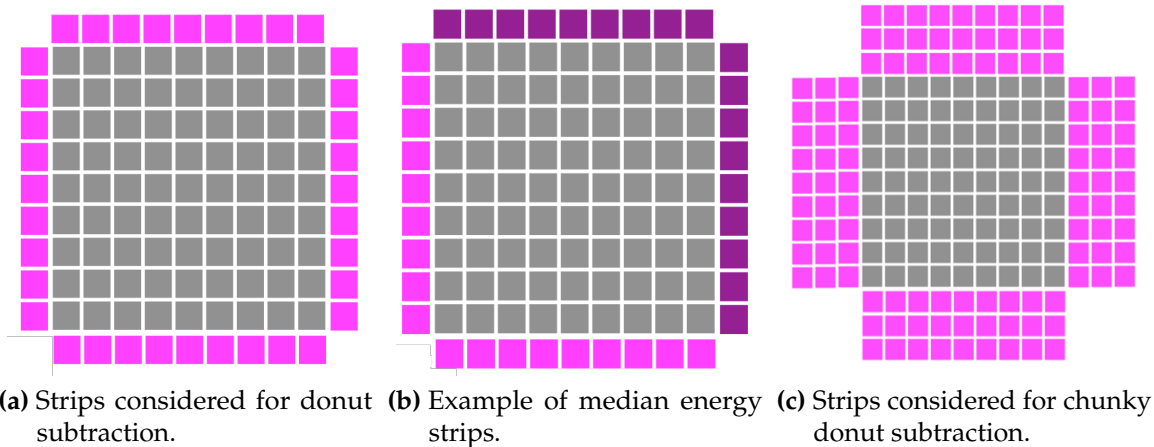 (a) Strips considered for donut subtraction.
(b) Example of median energy strips.
(c) Strips considered for chunky donut subtraction.